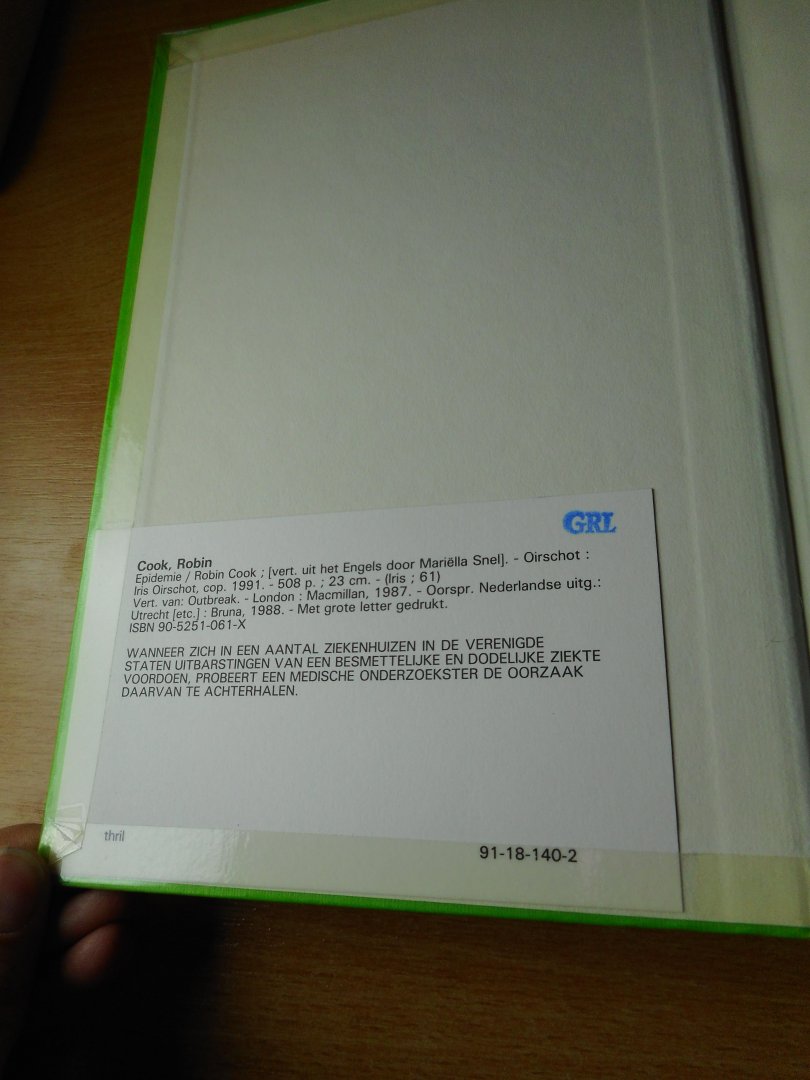 GRL
Cook, Robin
Epidemie / Robin Cook ; [vert. uit het Engels door Mariëlla Snel]. - Oirschot :
Iris Oirschot, cop. 1991. - 508 p. ; 23 cm. - (Iris ; 61)
Vert. van: Outbreak. - London : Macmillan, 1987. - Oorspr. Nederlandse uitg.:
Utrecht [etc.] : Bruna, 1988. - Met grote letter gedrukt.
ISBN 90-5251-061-X
WANNEER ZICH IN EEN AANTAL ZIEKENHUIZEN IN DE VERENIGDE
STATEN UITBARSTINGEN VAN EEN BESMETTELIJKE EN DODELIJKE ZIEKTE
VOORDOEN, PROBEERT EEN MEDISCHE ONDERZOEKSTER DE OORZAAK
DAARVAN TE ACHTERHALEN.
thril
91-18-140-2